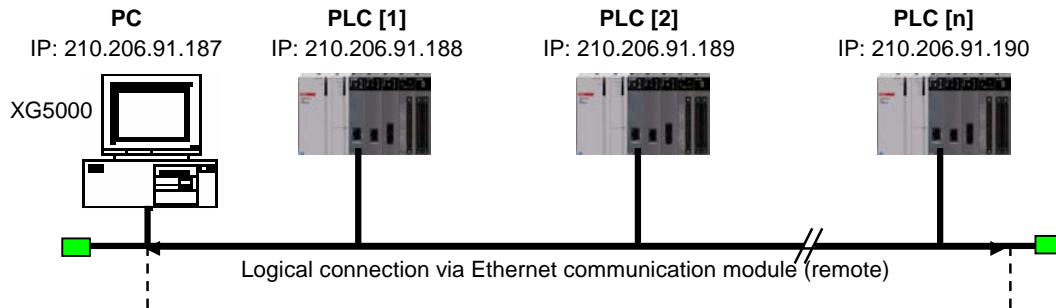 PC
IP: 210.206.91.187
PLC [1]
IP: 210.206.91.188
PLC [2]
IP: 210.206.91.189
PLC [n]
IP: 210.206.91.190
XG5000
Logical connection via Ethernet communication module (remote)